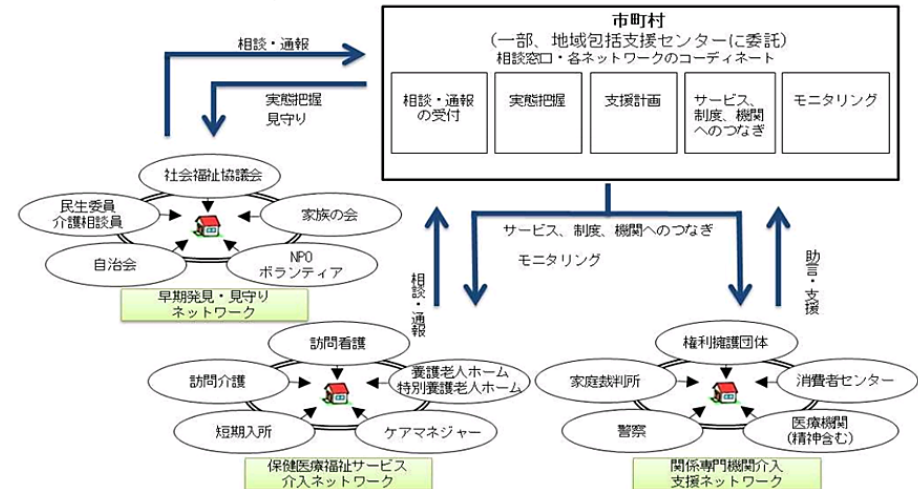 市町村
(一部、地域包括支援センターに委託)
相談窓口・各ネットワークのコーディネート
相談・通報
の受付
実態把握
支援計画
サービス、
制度、機関
へのつなぎ
モニタリング
相談・通報
実態把握
見守り
社会福祉協議会
民生委員
介護相談員
家族の会
自治会
NPO
ボランティア
早期発見・見守り
ネットワーク
相談・通報
サービス、制度、機関へのつなぎ
モニタリング
助言・支援
訪問看護
訪問介護
養護老人ホーム
特別養護老人ホーム
短期入所
ケアマネジャー
保健医療福祉サービス
介入ネットワーク
権利擁護団体
家庭裁判所
消費者センター
警察
医療機関
(精神含む)
関係専門機関介入
支援ネットワーク